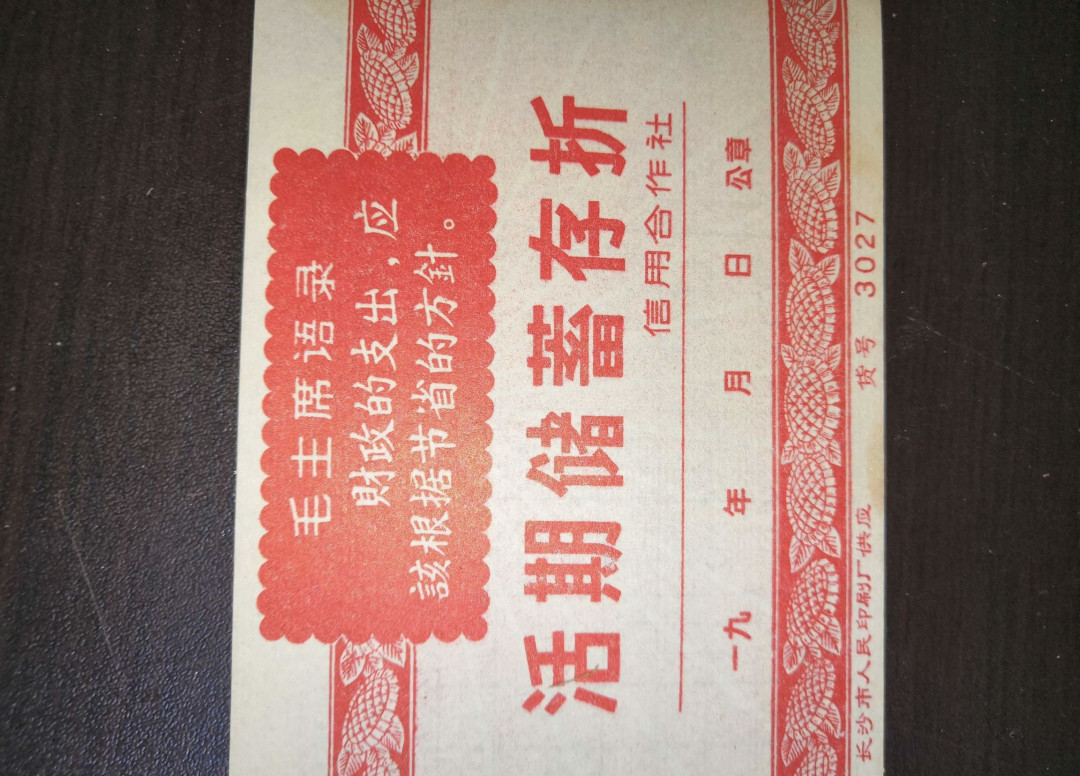 毛主席语录
財政的支出，应
該根据节省的方針。
活期储蓄存折
信用合作社
一九 年 月 日 公章
长沙市人民印刷厂供应 货号 3027